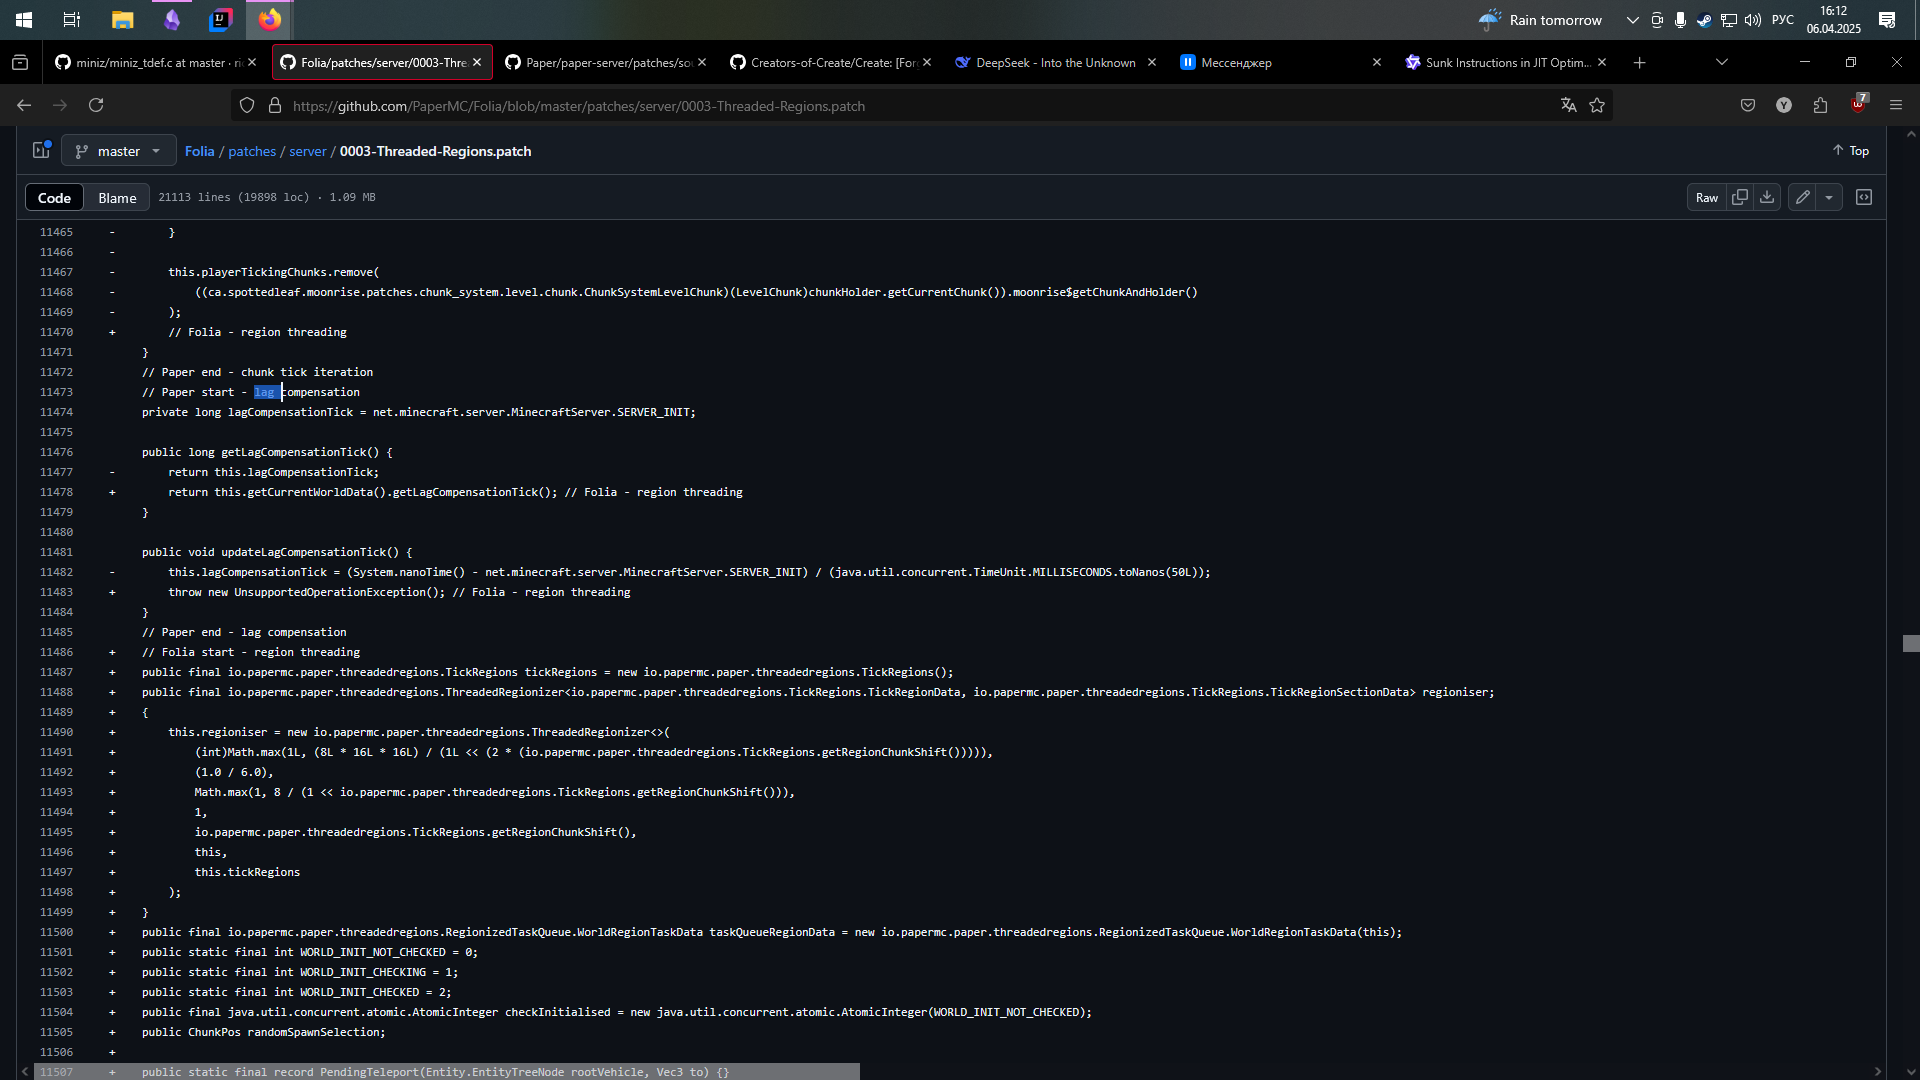 Rain tomorrow
РУС
16:12
06.04.2025
miniz/miniz_tdef.c at master · ri
Folia/patches/server/0003-Thre
Paper/paper-server/patches/sou
Creators-of-Create/Create: [For
DeepSeek - Into the Unknown
Мессенджер
Sunk Instructions in JIT Optim...
https://github.com/PaperMC/Folia/blob/master/patches/server/0003-Threaded-Regions.patch
7
master
Folia / patches / server / 0003-Threaded-Regions.patch
Top
Code
Blame
21113 lines (19898 loc) · 1.09 MB
Raw
11465 - }
11466 -
11467 - this.playerTickingChunks.remove(
11468 - ((ca.spottedleaf.moonrise.patches.chunk_system.level.chunk.ChunkSystemLevelChunk)(LevelChunk)chunkHolder.getCurrentChunk()).moonrise$getChunkAndHolder()
11469 - );
11470 + // Folia - region threading
11471 }
11472 // Paper end - chunk tick iteration
11473 // Paper start - lag compensation
11474 private long lagCompensationTick = net.minecraft.server.MinecraftServer.SERVER_INIT;
11475
11476 public long getLagCompensationTick() {
11477 - return this.lagCompensationTick;
11478 + return this.getCurrentWorldData().getLagCompensationTick(); // Folia - region threading
11479 }
11480
11481 public void updateLagCompensationTick() {
11482 - this.lagCompensationTick = (System.nanoTime() - net.minecraft.server.MinecraftServer.SERVER_INIT) / (java.util.concurrent.TimeUnit.MILLISECONDS.toNanos(50L));
11483 + throw new UnsupportedOperationException(); // Folia - region threading
11484 }
11485 // Paper end - lag compensation
11486 + // Folia start - region threading
11487 + public final io.papermc.paper.threadedregions.TickRegions tickRegions = new io.papermc.paper.threadedregions.TickRegions();
11488 + public final io.papermc.paper.threadedregions.ThreadedRegionizer<io.papermc.paper.threadedregions.TickRegions.TickRegionData, io.papermc.paper.threadedregions.TickRegions.TickRegionSectionData> regioniser;
11489 + {
11490 + this.regioniser = new io.papermc.paper.threadedregions.ThreadedRegionizer<>(
11491 + (int)Math.max(1L, (8L * 16L * 16L) / (1L << (2 * (io.papermc.paper.threadedregions.TickRegions.getRegionChunkShift())))),
11492 + (1.0 / 6.0),
11493 + Math.max(1, 8 / (1 << io.papermc.paper.threadedregions.TickRegions.getRegionChunkShift())),
11494 + 1,
11495 + io.papermc.paper.threadedregions.TickRegions.getRegionChunkShift(),
11496 + this,
11497 + this.tickRegions
11498 + );
11499 + }
11500 + public final io.papermc.paper.threadedregions.RegionizedTaskQueue.WorldRegionTaskData taskQueueRegionData = new io.papermc.paper.threadedregions.RegionizedTaskQueue.WorldRegionTaskData(this);
11501 + public static final int WORLD_INIT_NOT_CHECKED = 0;
11502 + public static final int WORLD_INIT_CHECKING = 1;
11503 + public static final int WORLD_INIT_CHECKED = 2;
11504 + public final java.util.concurrent.atomic.AtomicInteger checkInitialised = new java.util.concurrent.atomic.AtomicInteger(WORLD_INIT_NOT_CHECKED);
11505 + public ChunkPos randomSpawnSelection;
11506 +
11507 + public static final record PendingTeleport(Entity.EntityTreeNode rootVehicle, Vec3 to) {}